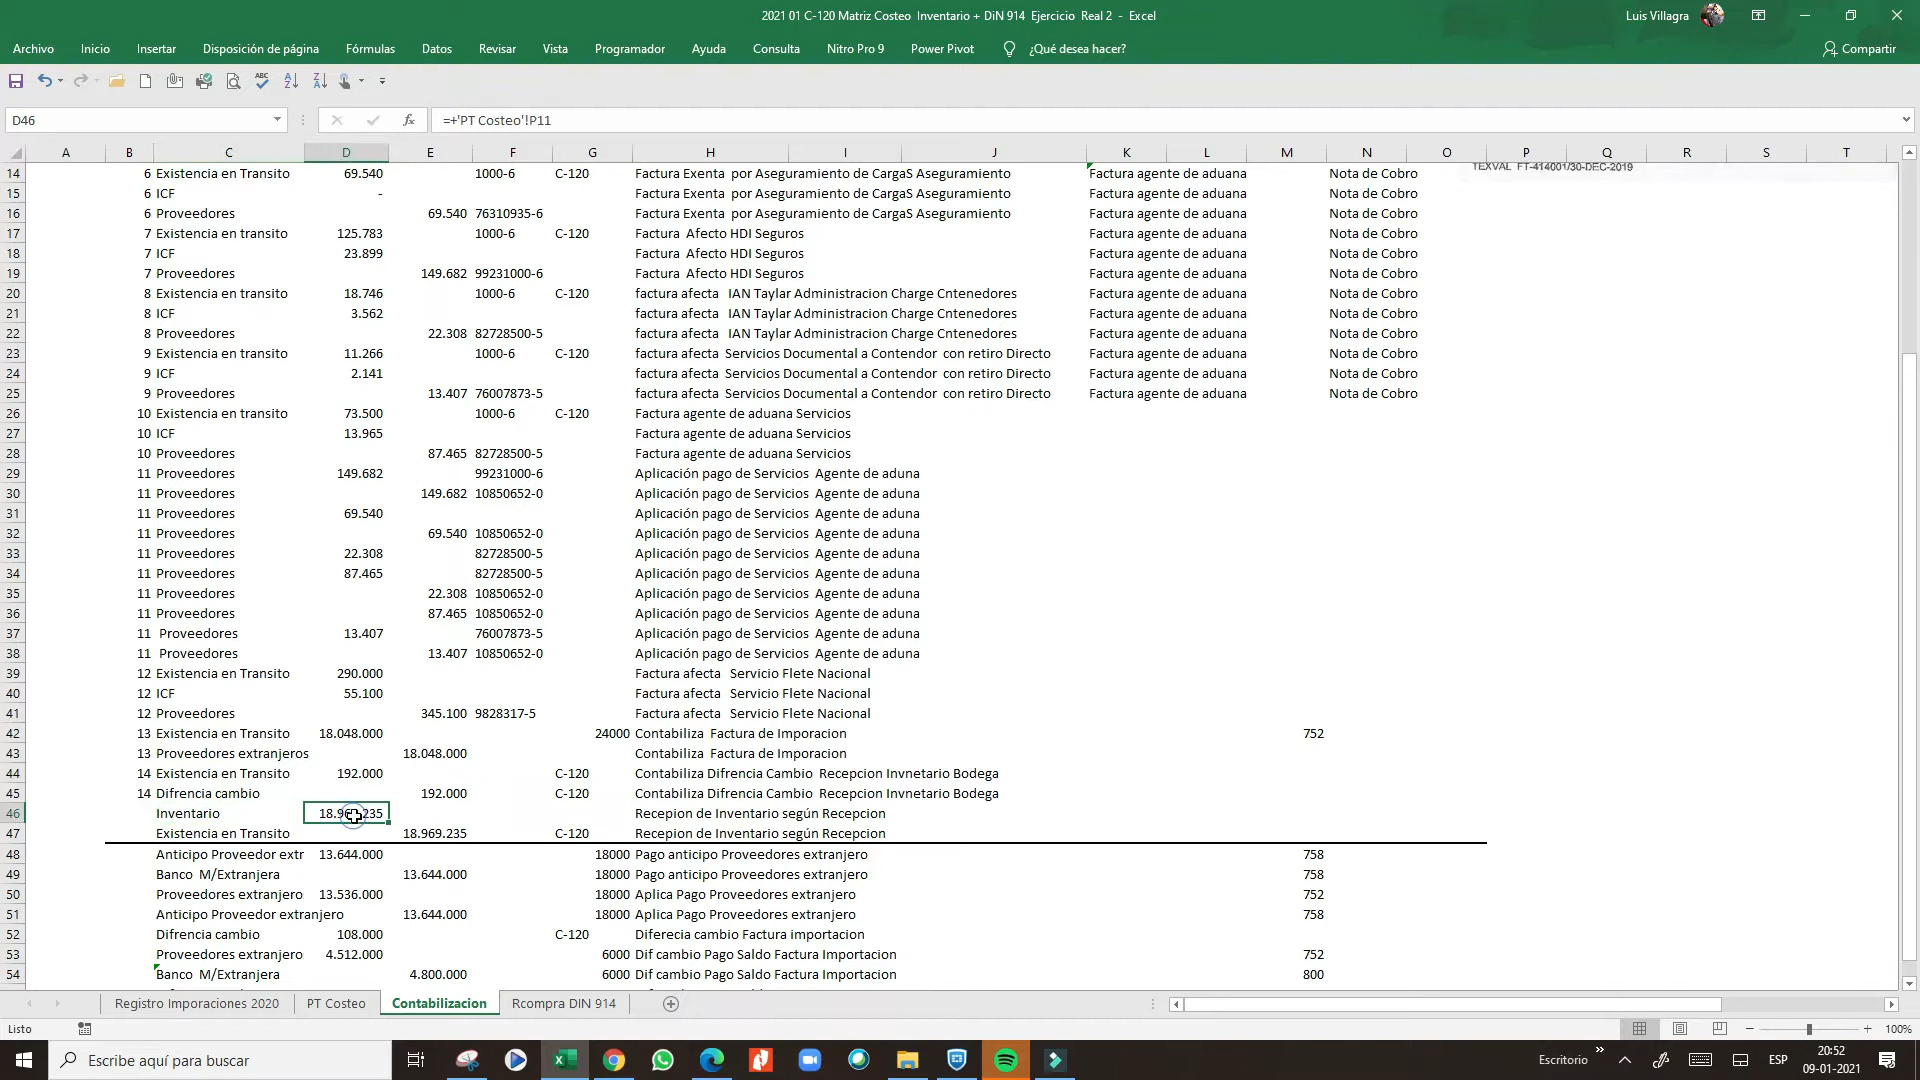 2021 01 C-120 Matriz Costeo Inventario + DiN 914 Ejercicio Real 2 - Excel
Luis Villagra
Archivo Inicio Insertar Disposición de página Fórmulas Datos Revisar Vista Programador Ayuda Consulta Nitro Pro 9 Power Pivot ¿Qué desea hacer? Compartir
D46 fx =+'PT Costeo'!P11
A B C D E F G H I J K L M N O P Q R S T
TEXVAL FT-414001/30-DEC-2019
14 6 Existencia en Transito 69.540 1000-6 C-120 Factura Exenta por Aseguramiento de CargaS Aseguramiento Factura agente de aduana Nota de Cobro
15 6 ICF - Factura Exenta por Aseguramiento de CargaS Aseguramiento Factura agente de aduana Nota de Cobro
16 6 Proveedores 69.540 76310935-6 Factura Exenta por Aseguramiento de CargaS Aseguramiento Factura agente de aduana Nota de Cobro
17 7 Existencia en transito 125.783 1000-6 C-120 Factura Afecto HDI Seguros Factura agente de aduana Nota de Cobro
18 7 ICF 23.899 Factura Afecto HDI Seguros Factura agente de aduana Nota de Cobro
19 7 Proveedores 149.682 99231000-6 Factura Afecto HDI Seguros Factura agente de aduana Nota de Cobro
20 8 Existencia en transito 18.746 1000-6 C-120 factura afecta IAN Taylar Administracion Charge Cntenedores Factura agente de aduana Nota de Cobro
21 8 ICF 3.562 factura afecta IAN Taylar Administracion Charge Cntenedores Factura agente de aduana Nota de Cobro
22 8 Proveedores 22.308 82728500-5 factura afecta IAN Taylar Administracion Charge Cntenedores Factura agente de aduana Nota de Cobro
23 9 Existencia en transito 11.266 1000-6 C-120 factura afecta Servicios Documental a Contendor con retiro Directo Factura agente de aduana Nota de Cobro
24 9 ICF 2.141 factura afecta Servicios Documental a Contendor con retiro Directo Factura agente de aduana Nota de Cobro
25 9 Proveedores 13.407 76007873-5 factura afecta Servicios Documental a Contendor con retiro Directo Factura agente de aduana Nota de Cobro
26 10 Existencia en transito 73.500 1000-6 C-120 Factura agente de aduana Servicios
27 10 ICF 13.965 Factura agente de aduana Servicios
28 10 Proveedores 87.465 82728500-5 Factura agente de aduana Servicios
29 11 Proveedores 149.682 99231000-6 Aplicación pago de Servicios Agente de aduna
30 11 Proveedores 149.682 10850652-0 Aplicación pago de Servicios Agente de aduna
31 11 Proveedores 69.540 Aplicación pago de Servicios Agente de aduna
32 11 Proveedores 69.540 10850652-0 Aplicación pago de Servicios Agente de aduna
33 11 Proveedores 22.308 82728500-5 Aplicación pago de Servicios Agente de aduna
34 11 Proveedores 87.465 82728500-5 Aplicación pago de Servicios Agente de aduna
35 11 Proveedores 22.308 10850652-0 Aplicación pago de Servicios Agente de aduna
36 11 Proveedores 87.465 10850652-0 Aplicación pago de Servicios Agente de aduna
37 11 Proveedores 13.407 76007873-5 Aplicación pago de Servicios Agente de aduna
38 11 Proveedores 13.407 10850652-0 Aplicación pago de Servicios Agente de aduna
39 12 Existencia en Transito 290.000 Factura afecta Servicio Flete Nacional
40 12 ICF 55.100 Factura afecta Servicio Flete Nacional
41 12 Proveedores 345.100 9828317-5 Factura afecta Servicio Flete Nacional
42 13 Existencia en Transito 18.048.000 24000 Contabiliza Factura de Imporacion 752
43 13 Proveedores extranjeros 18.048.000 Contabiliza Factura de Imporacion
44 14 Existencia en Transito 192.000 C-120 Contabiliza Difrencia Cambio Recepcion Invnetario Bodega
45 14 Difrencia cambio 192.000 C-120 Contabiliza Difrencia Cambio Recepcion Invnetario Bodega
46 Inventario 18.969.235 Recepion de Inventario según Recepcion
47 Existencia en Transito 18.969.235 C-120 Recepion de Inventario según Recepcion
48 Anticipo Proveedor extr 13.644.000 18000 Pago anticipo Proveedores extranjero 758
49 Banco M/Extranjera 13.644.000 18000 Pago anticipo Proveedores extranjero 758
50 Proveedores extranjero 13.536.000 18000 Aplica Pago Proveedores extranjero 752
51 Anticipo Proveedor extranjero 13.644.000 18000 Aplica Pago Proveedores extranjero 758
52 Difrencia cambio 108.000 C-120 Diferecia cambio Factura importacion
53 Proveedores extranjero 4.512.000 6000 Dif cambio Pago Saldo Factura Importacion 752
54 Banco M/Extranjera 4.800.000 6000 Dif cambio Pago Saldo Factura Importacion 800
Registro Imporaciones 2020 PT Costeo Contabilizacion Rcompra DIN 914
Listo 100%
Escribe aquí para buscar Escritorio ESP 20:52
09-01-2021